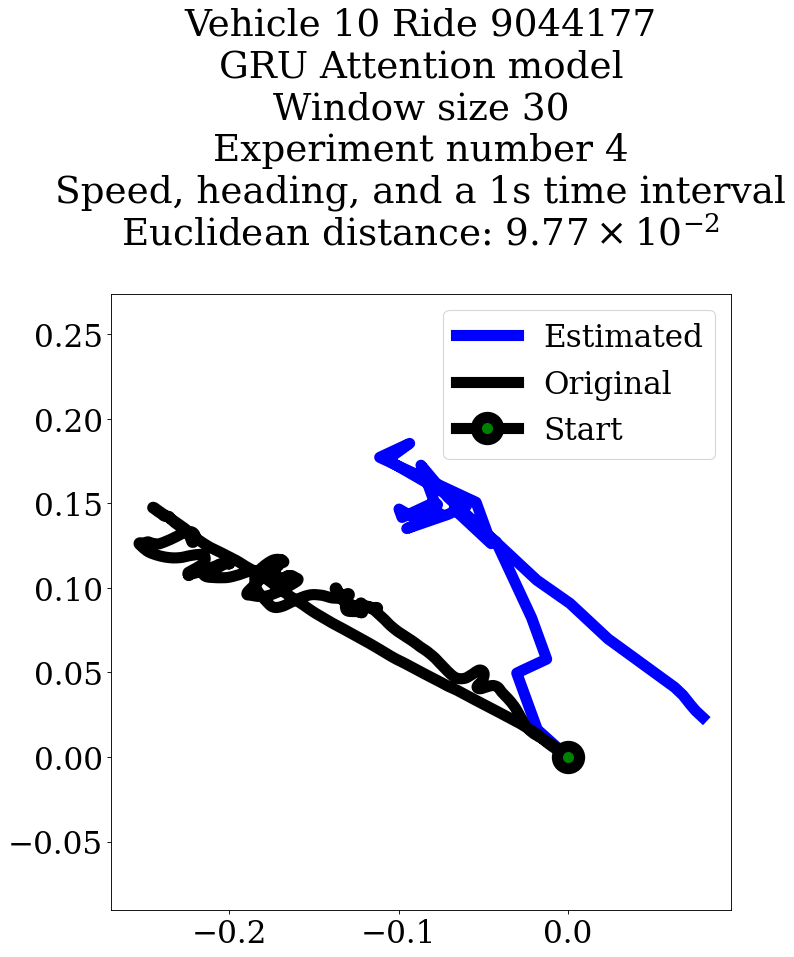 Vehicle 10 Ride 9044177
GRU Attention model
Window size 30
Experiment number 4
Speed, heading, and a 1s time interval
Euclidean distance: 9.77 × 10⁻²
Estimated
Original
Start
0.25
0.20
0.15
0.10
0.05
0.00
−0.05
−0.2
−0.1
0.0